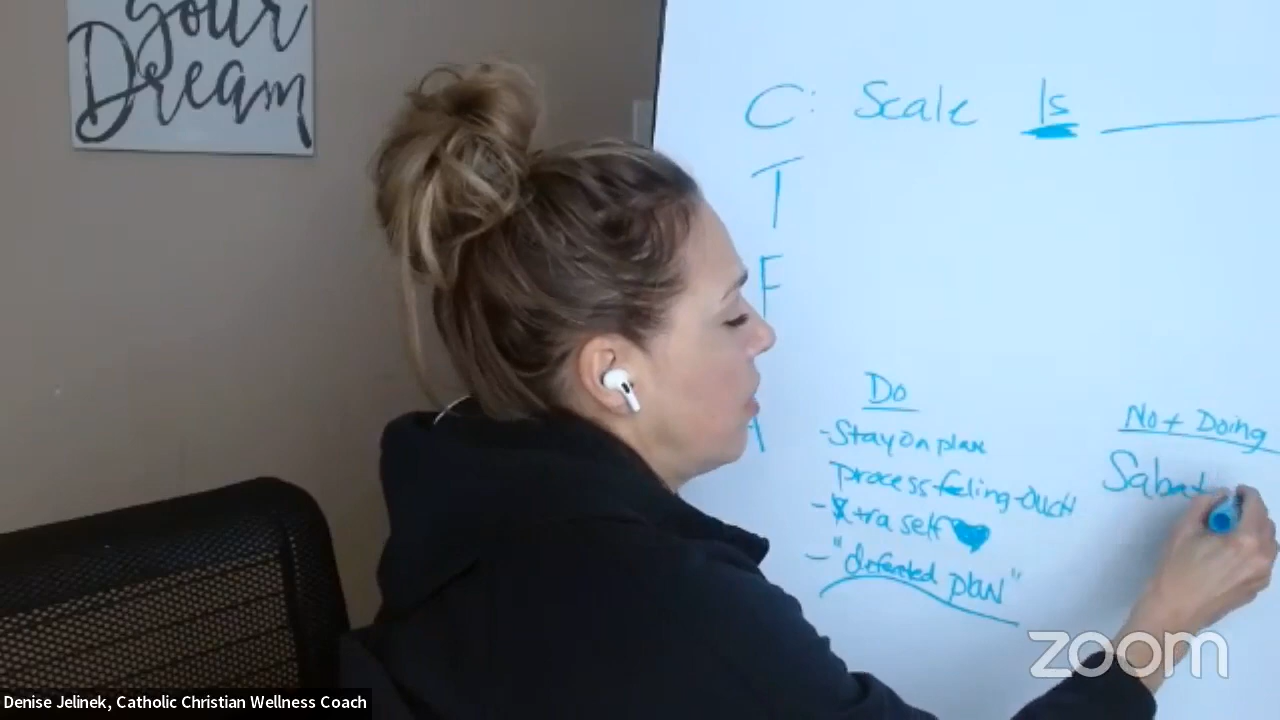 your
Dream
C: Scale Is
T
F
A
Do
-Stay on plan
process feeling-ouch
-Xtra self
-"defeated plan"
Not Doing
Sabat
zoom
Denise Jelinek, Catholic Christian Wellness Coach